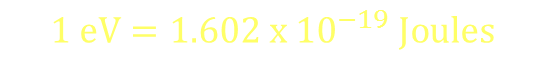 1 eV = 1.602 x 10⁻¹⁹ Joules